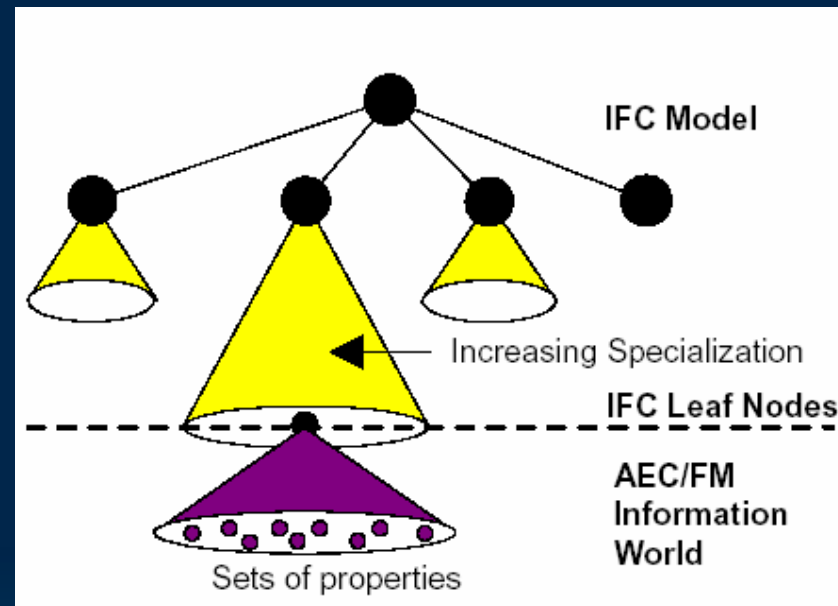 IFC Model
Increasing Specialization
IFC Leaf Nodes
AEC/FM
Information
World
Sets of properties